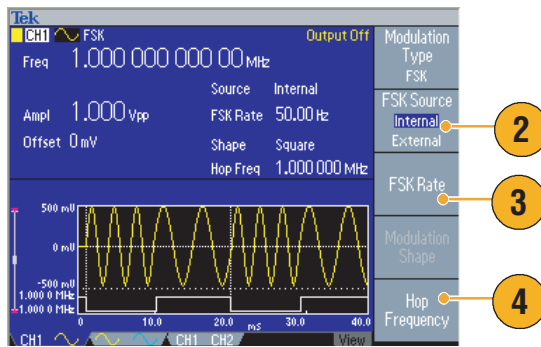 Tek
CH1 FSK Output Off
Freq 1.000 000 000 00 MHz
Source Internal
Ampl 1.000 Vpp FSK Rate 50.00 Hz
Offset 0 mV Shape Square
Hop Freq 1.000 000 MHz
500 mV
0 mV
-500 mV
1.000 0 MHz
1.000 0 MHz
0 10.0 20.0 ms 30.0 40.0
CH1 CH1 CH2 View
Modulation
Type
FSK
FSK Source
Internal
External
2
FSK Rate
3
Modulation
Shape
Hop
Frequency
4